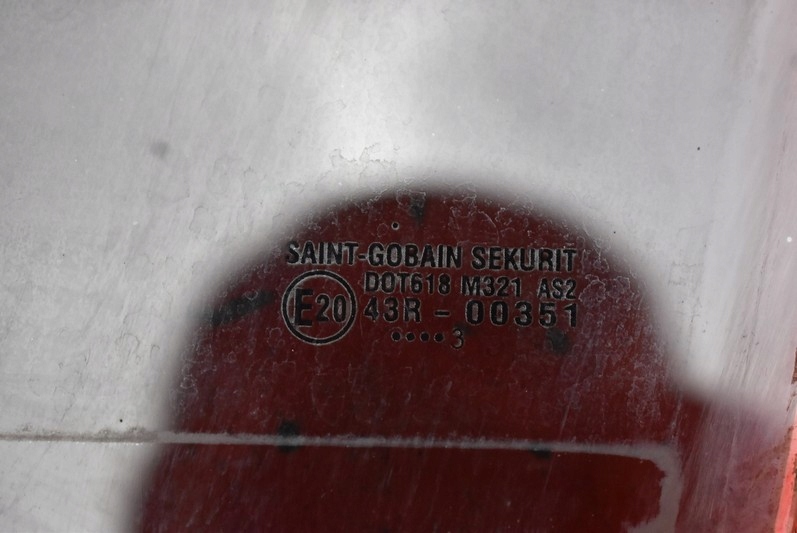 SAINT-GOBAIN SEKURIT
DOT618 M321 AS2
E20 43R - 00351
••••3